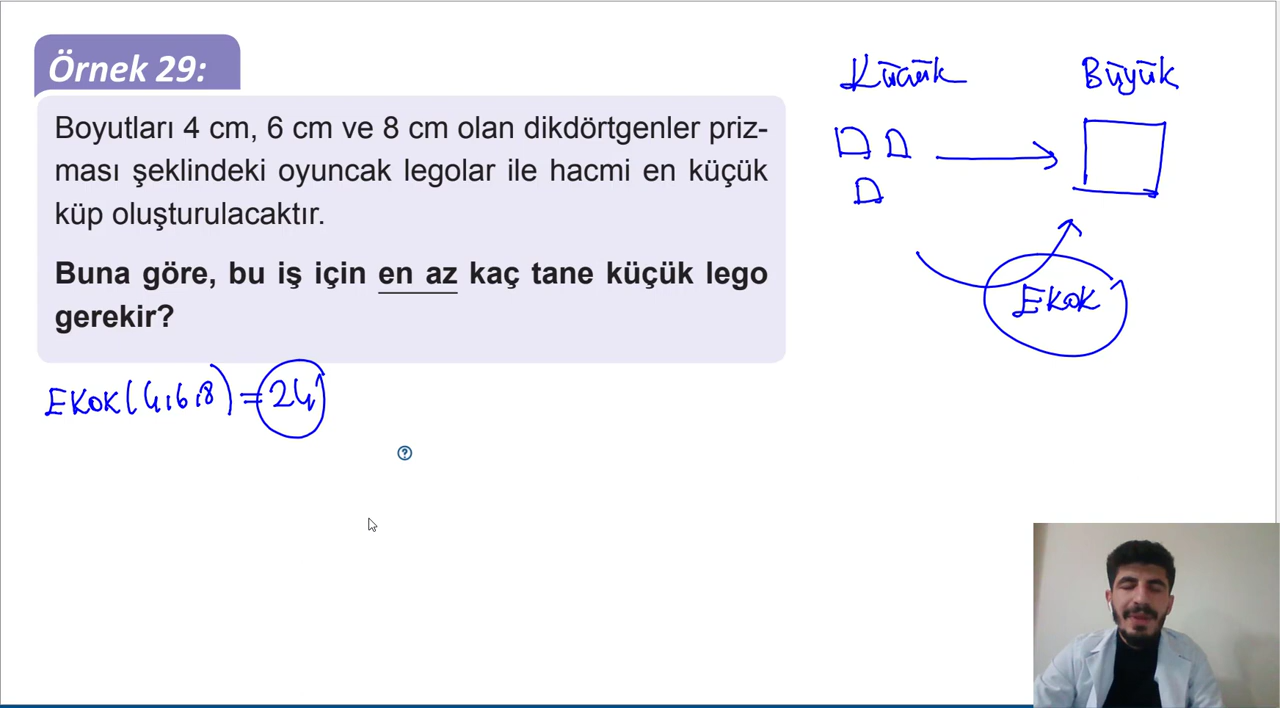 Örnek 29:
Boyutları 4 cm, 6 cm ve 8 cm olan dikdörtgenler priz-
ması şeklindeki oyuncak legolar ile hacmi en küçük
küp oluşturulacaktır.
Buna göre, bu iş için en az kaç tane küçük lego
gerekir?
EKOK(4,6,8) = 24
Küçük
Büyük
EKOK